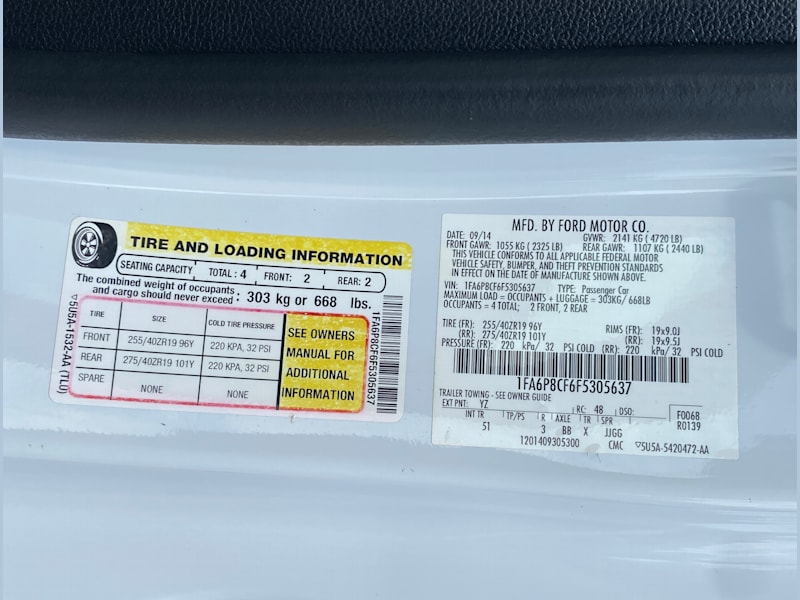 TIRE AND LOADING INFORMATION
SEATING CAPACITY TOTAL : 4 FRONT: 2 REAR: 2
The combined weight of occupants
and cargo should never exceed : 303 kg or 668 lbs.
TIRE SIZE COLD TIRE PRESSURE
FRONT 255/40ZR19 96Y 220 KPA, 32 PSI
REAR 275/40ZR19 101Y 220 KPA, 32 PSI
SPARE NONE NONE
SEE OWNERS
MANUAL FOR
ADDITIONAL
INFORMATION
5U5A-1532-AA (TLU)
1FA6P8CF6F5305637
MFD. BY FORD MOTOR CO.
DATE: 09/14 GVWR: 2141 KG (4720 LB)
FRONT GAWR: 1055 KG (2325 LB) REAR GAWR: 1107 KG (2440 LB)
THIS VEHICLE CONFORMS TO ALL APPLICABLE FEDERAL MOTOR
VEHICLE SAFETY, BUMPER, AND THEFT PREVENTION STANDARDS
IN EFFECT ON THE DATE OF MANUFACTURE SHOWN ABOVE.
VIN: 1FA6P8CF6F5305637 TYPE: Passenger Car
MAXIMUM LOAD = OCCUPANTS + LUGGAGE = 303KG/ 668LB
OCCUPANTS = 4 TOTAL: 2 FRONT, 2 REAR
TIRE (FR): 255/40ZR19 96Y RIMS (FR): 19x9.0J
(RR): 275/40ZR19 101Y (RR): 19x9.5J
PRESSURE (FR): 220 kPa/ 32 PSI COLD (RR): 220 kPa/ 32 PSI COLD
1FA6P8CF6F5305637
TRAILER TOWING - SEE OWNER GUIDE
EXT PNT: YZ RC: 48 DSO: F0068
INT TR TP/PS R AXLE TR SPR R0139
51 3 BB X JJGG
1201409305300 CMC 5U5A-5420472-AA